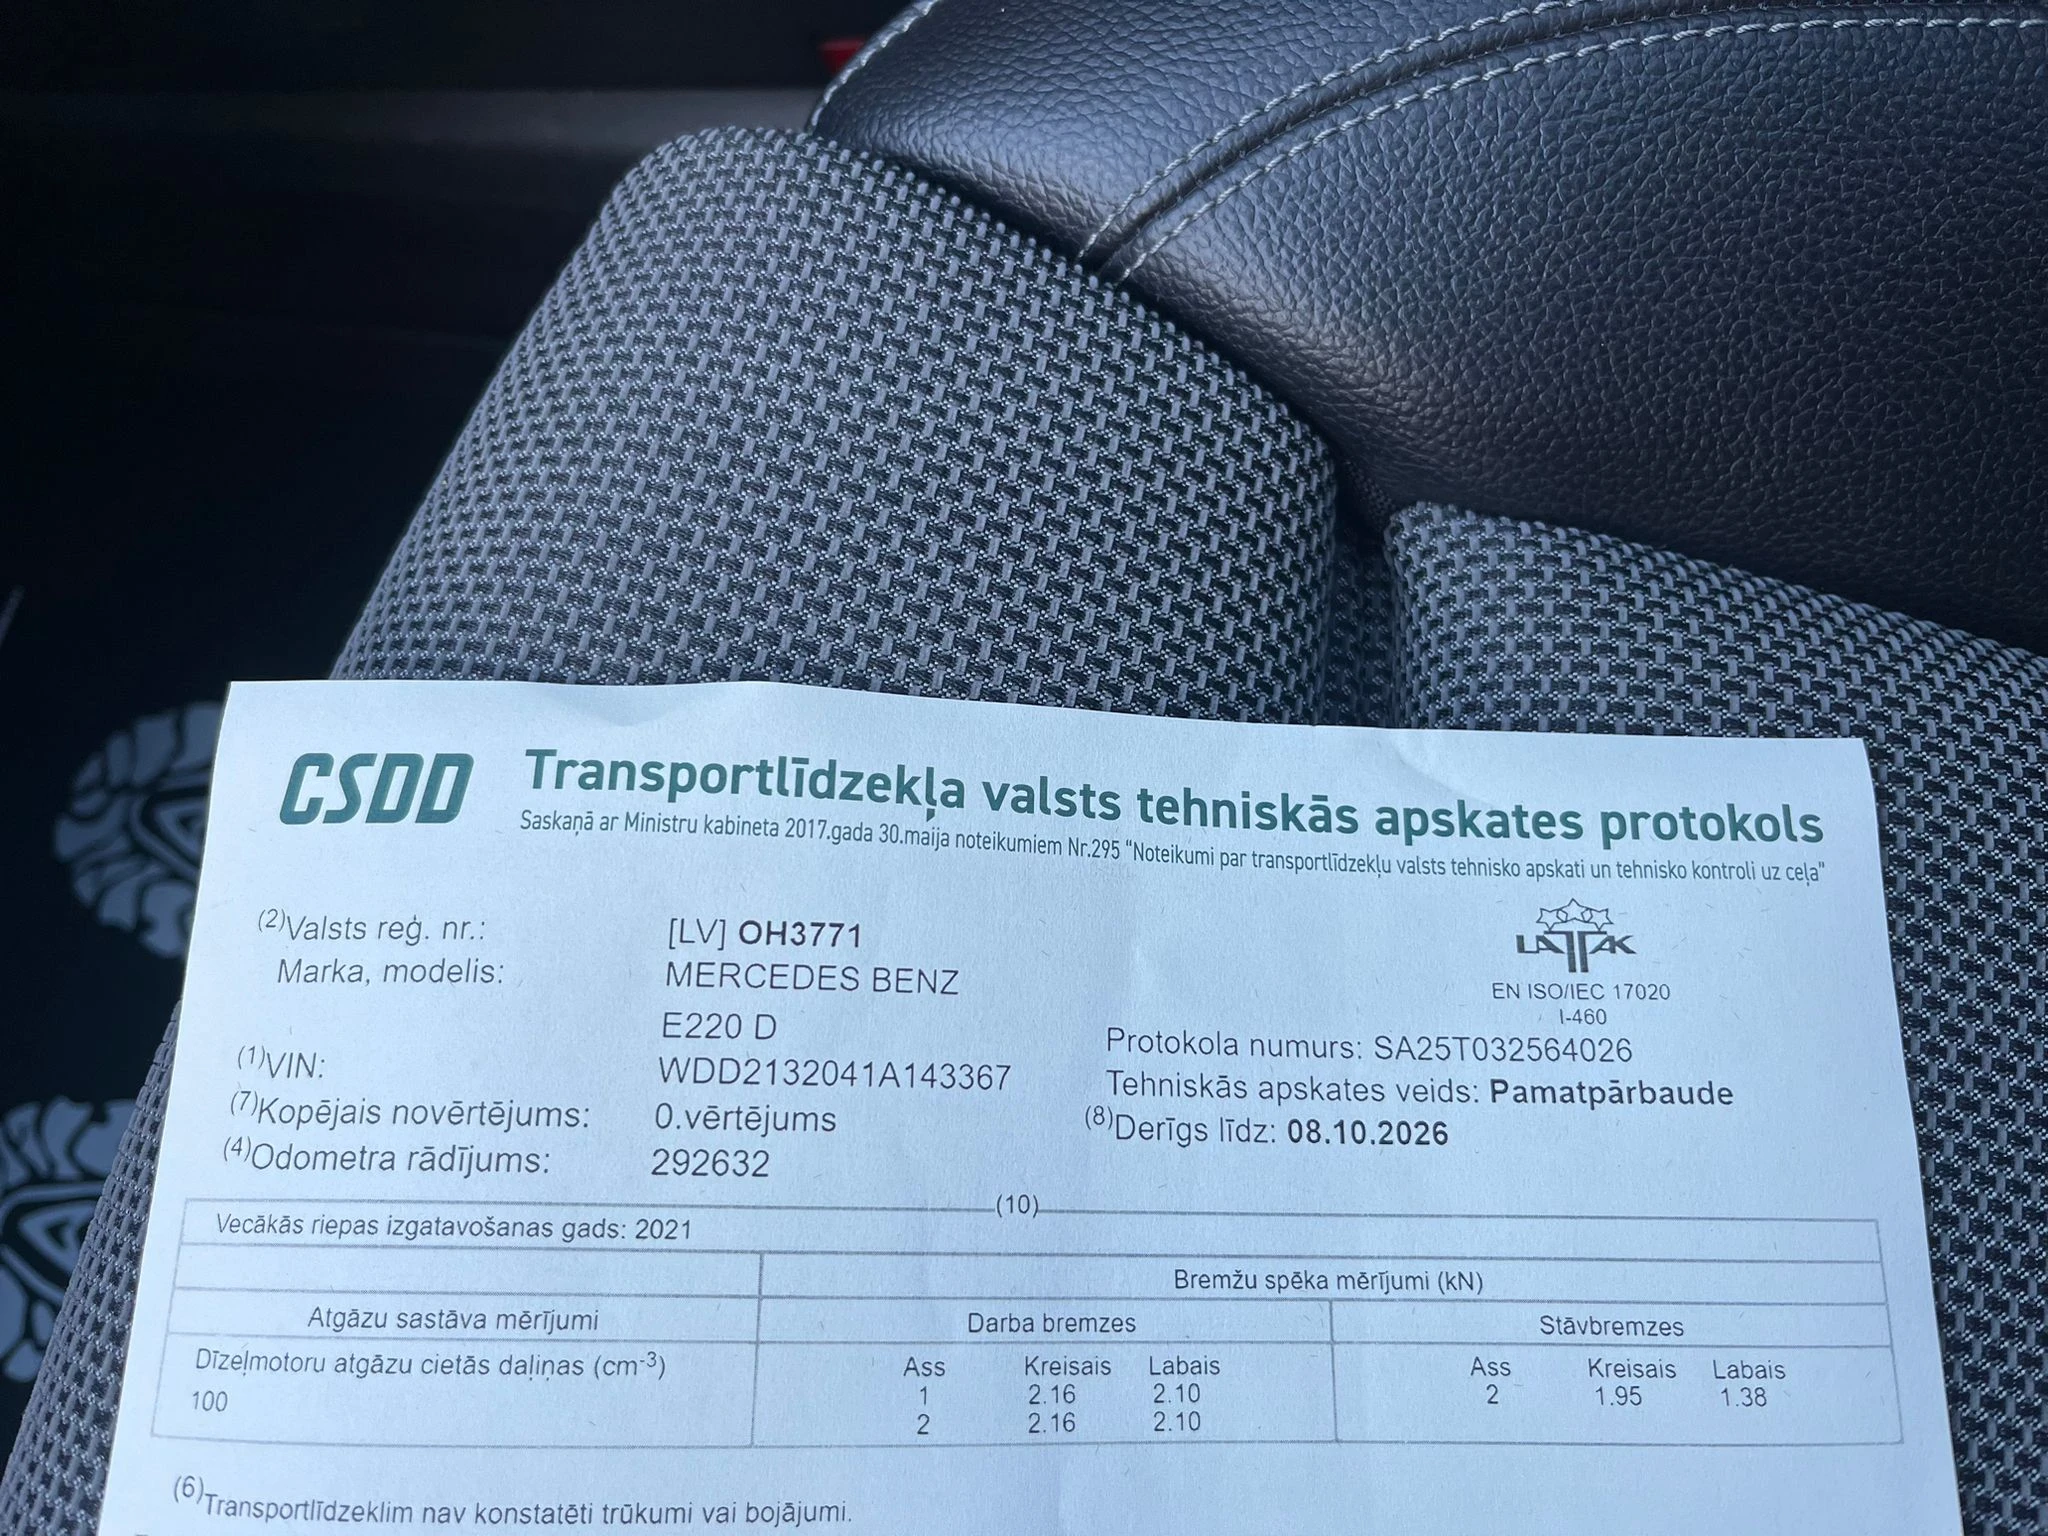 CSDD Transportlīdzekļa valsts tehniskās apskates protokols
Saskaņā ar Ministru kabineta 2017.gada 30.maija noteikumiem Nr.295 "Noteikumi par transportlīdzekļu valsts tehnisko apskati un tehnisko kontroli uz ceļa"
(2)Valsts reģ. nr.: [LV] OH3771
Marka, modelis: MERCEDES BENZ
E220 D
(1)VIN: WDD2132041A143367
(7)Kopējais novērtējums: 0.vērtējums
(4)Odometra rādījums: 292632
LATAK
EN ISO/IEC 17020
I-460
Protokola numurs: SA25T032564026
Tehniskās apskates veids: Pamatpārbaude
(8)Derīgs līdz: 08.10.2026
(10)
Vecākās riepas izgatavošanas gads: 2021
Bremžu spēka mērījumi (kN)
Atgāzu sastāva mērījumi Darba bremzes Stāvbremzes
Dīzeļmotoru atgāzu cietās daļiņas (cm-3) Ass Kreisais Labais Ass Kreisais Labais
100 1 2.16 2.10 2 1.95 1.38
2 2.16 2.10
(6)Transportlīdzeklim nav konstatēti trūkumi vai bojājumi.